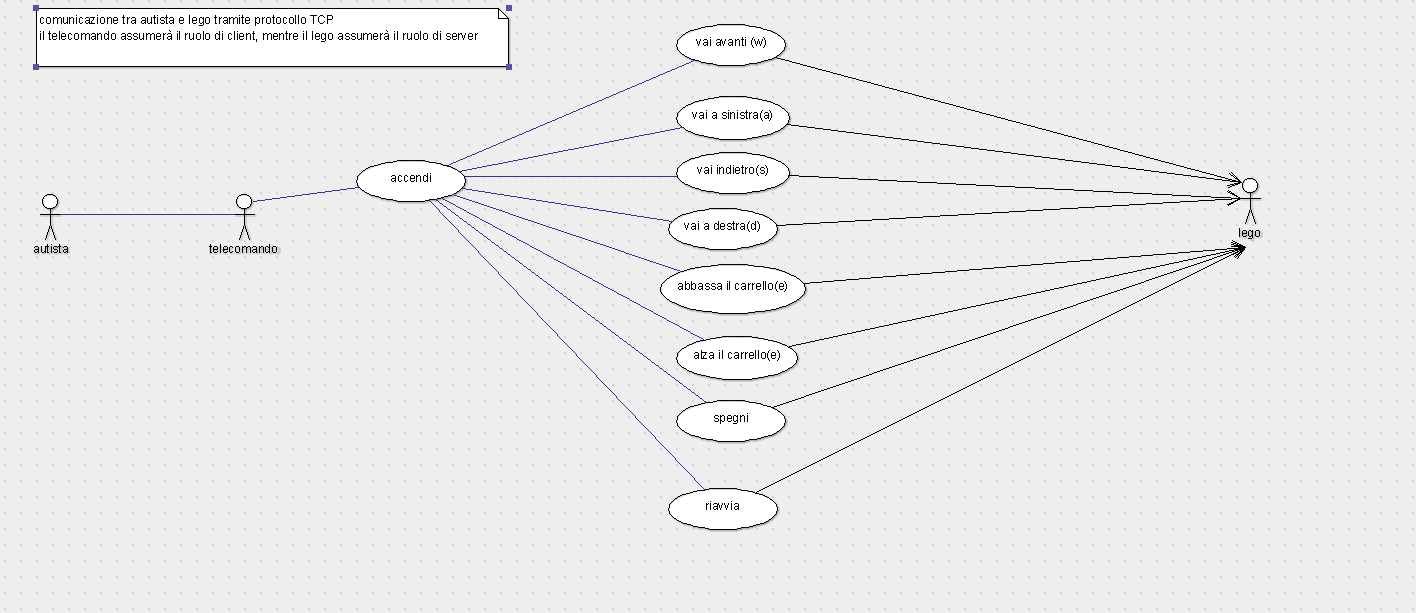 comunicazione tra autista e lego tramite protocollo TCP
il telecomando assumerà il ruolo di client, mentre il lego assumerà il ruolo di server
vai avanti (w)
vai a sinistra(a)
vai indietro(s)
accendi
vai a destra(d)
autista
telecomando
lego
abbassa il carrello(e)
alza il carrello(e)
spegni
riavvia